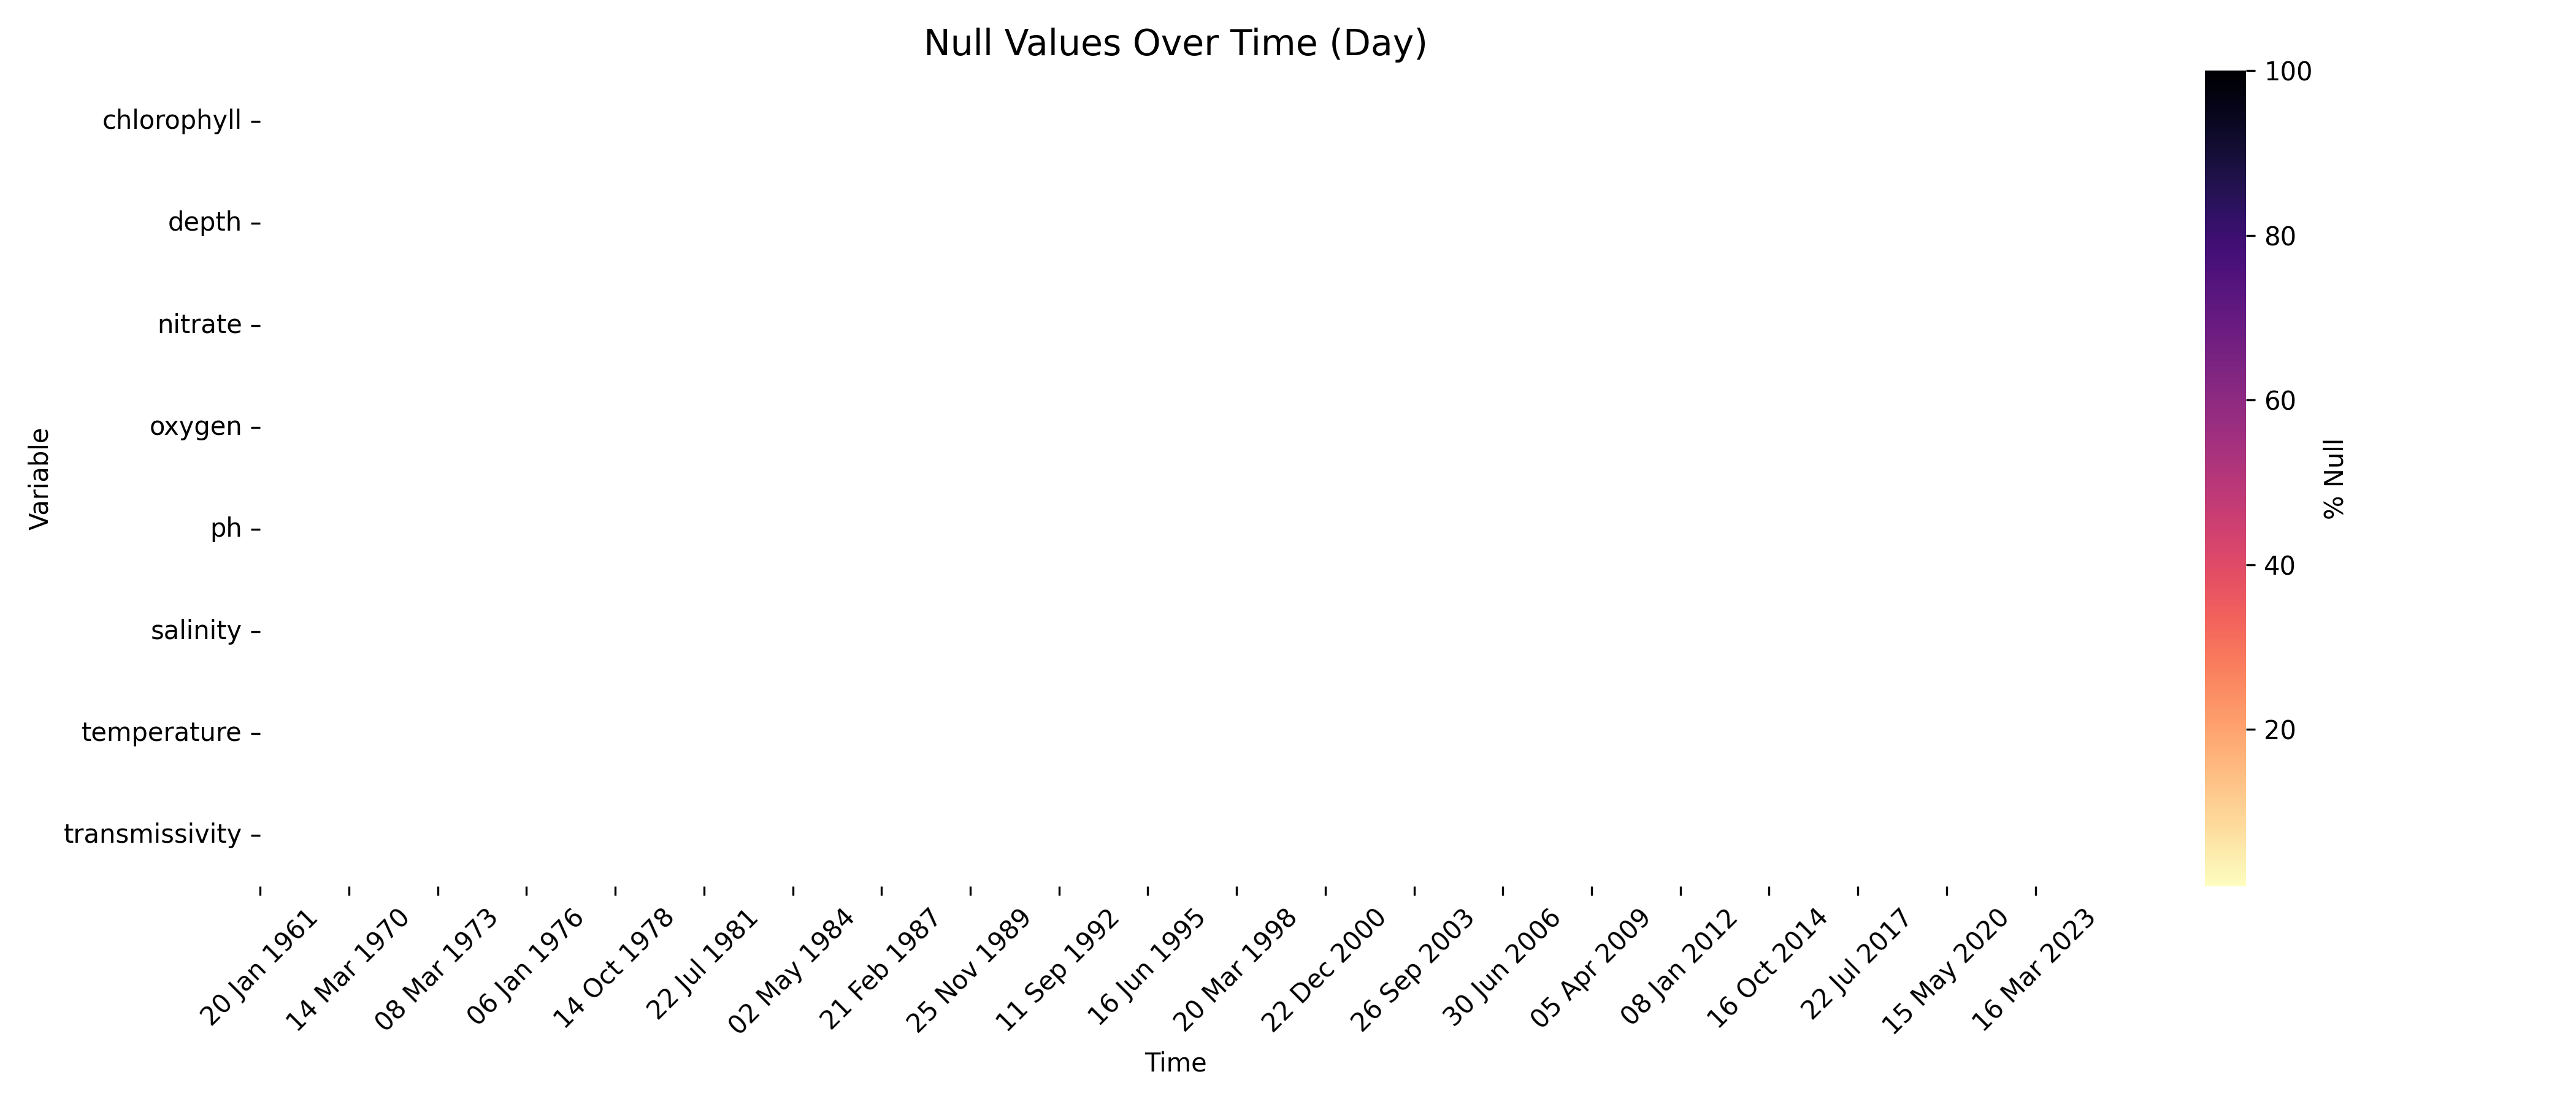 Null Values Over Time (Day)
Variable
chlorophyll
depth
nitrate
oxygen
ph
salinity
temperature
transmissivity
20 Jan 1961
14 Mar 1970
08 Mar 1973
06 Jan 1976
14 Oct 1978
22 Jul 1981
02 May 1984
21 Feb 1987
25 Nov 1989
11 Sep 1992
16 Jun 1995
20 Mar 1998
22 Dec 2000
26 Sep 2003
30 Jun 2006
05 Apr 2009
08 Jan 2012
16 Oct 2014
22 Jul 2017
15 May 2020
16 Mar 2023
Time
100
80
60
40
20
% Null